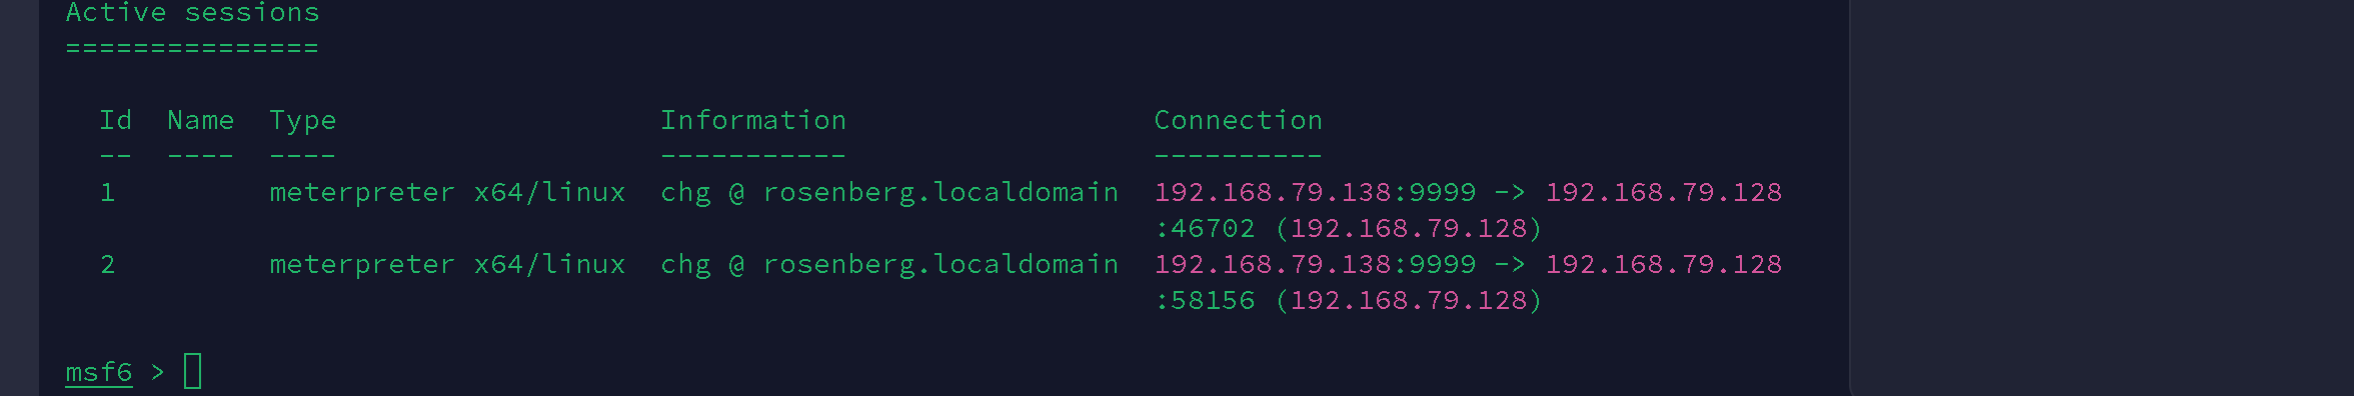 Active sessions
===============
Id  Name  Type                   Information                   Connection
--  ----  ----                   -----------                   ----------
1         meterpreter x64/linux  chg @ rosenberg.localdomain  192.168.79.138:9999 -> 192.168.79.128
:46702 (192.168.79.128)
2         meterpreter x64/linux  chg @ rosenberg.localdomain  192.168.79.138:9999 -> 192.168.79.128
:58156 (192.168.79.128)
msf6 >